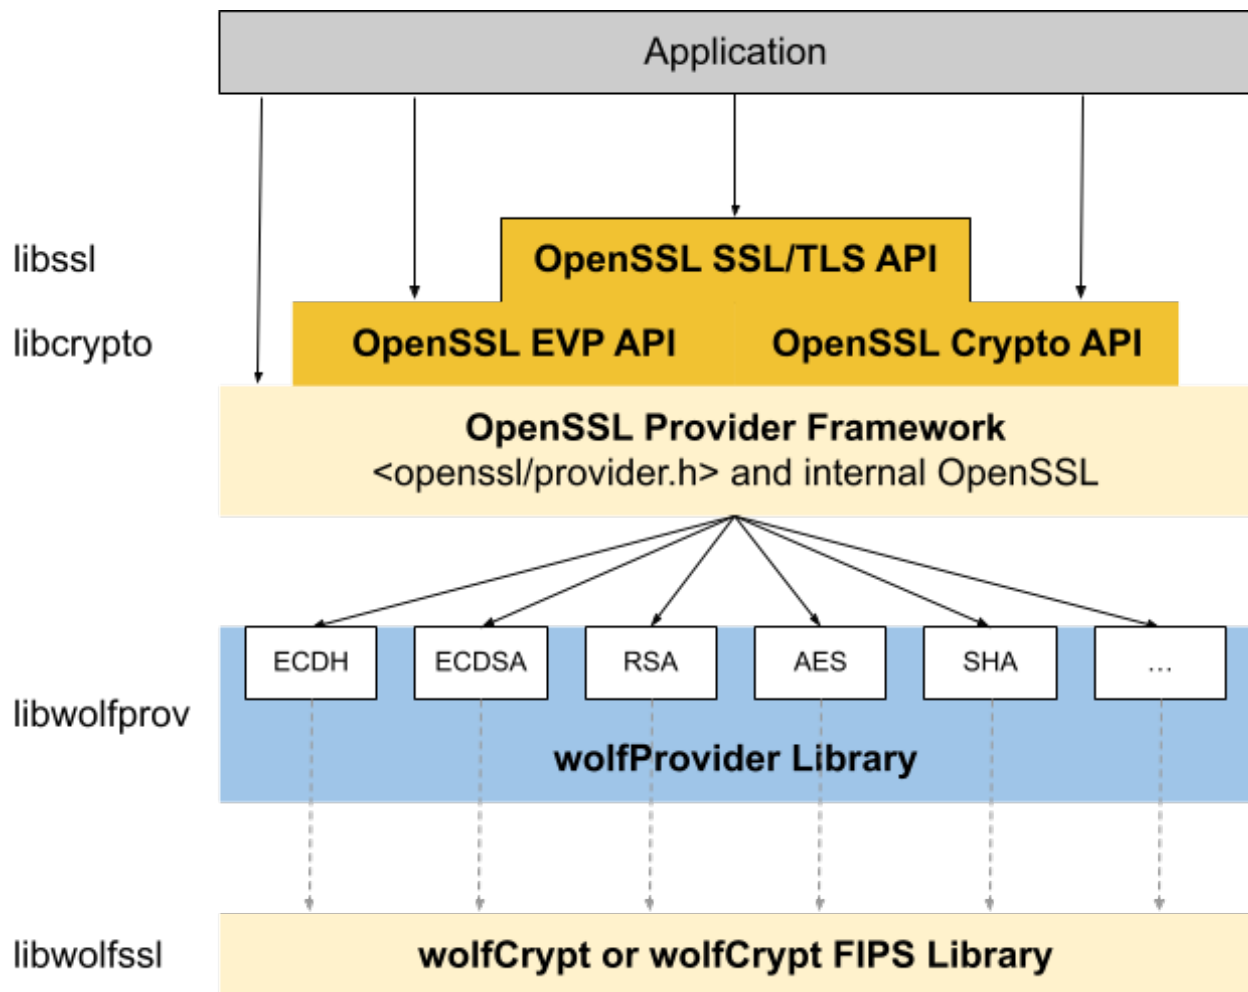 Application
libssl
OpenSSL SSL/TLS API
libcrypto
OpenSSL EVP API
OpenSSL Crypto API
OpenSSL Provider Framework
<openssl/provider.h> and internal OpenSSL
ECDH
ECDSA
RSA
AES
SHA
...
libwolfprov
wolfProvider Library
libwolfssl
wolfCrypt or wolfCrypt FIPS Library